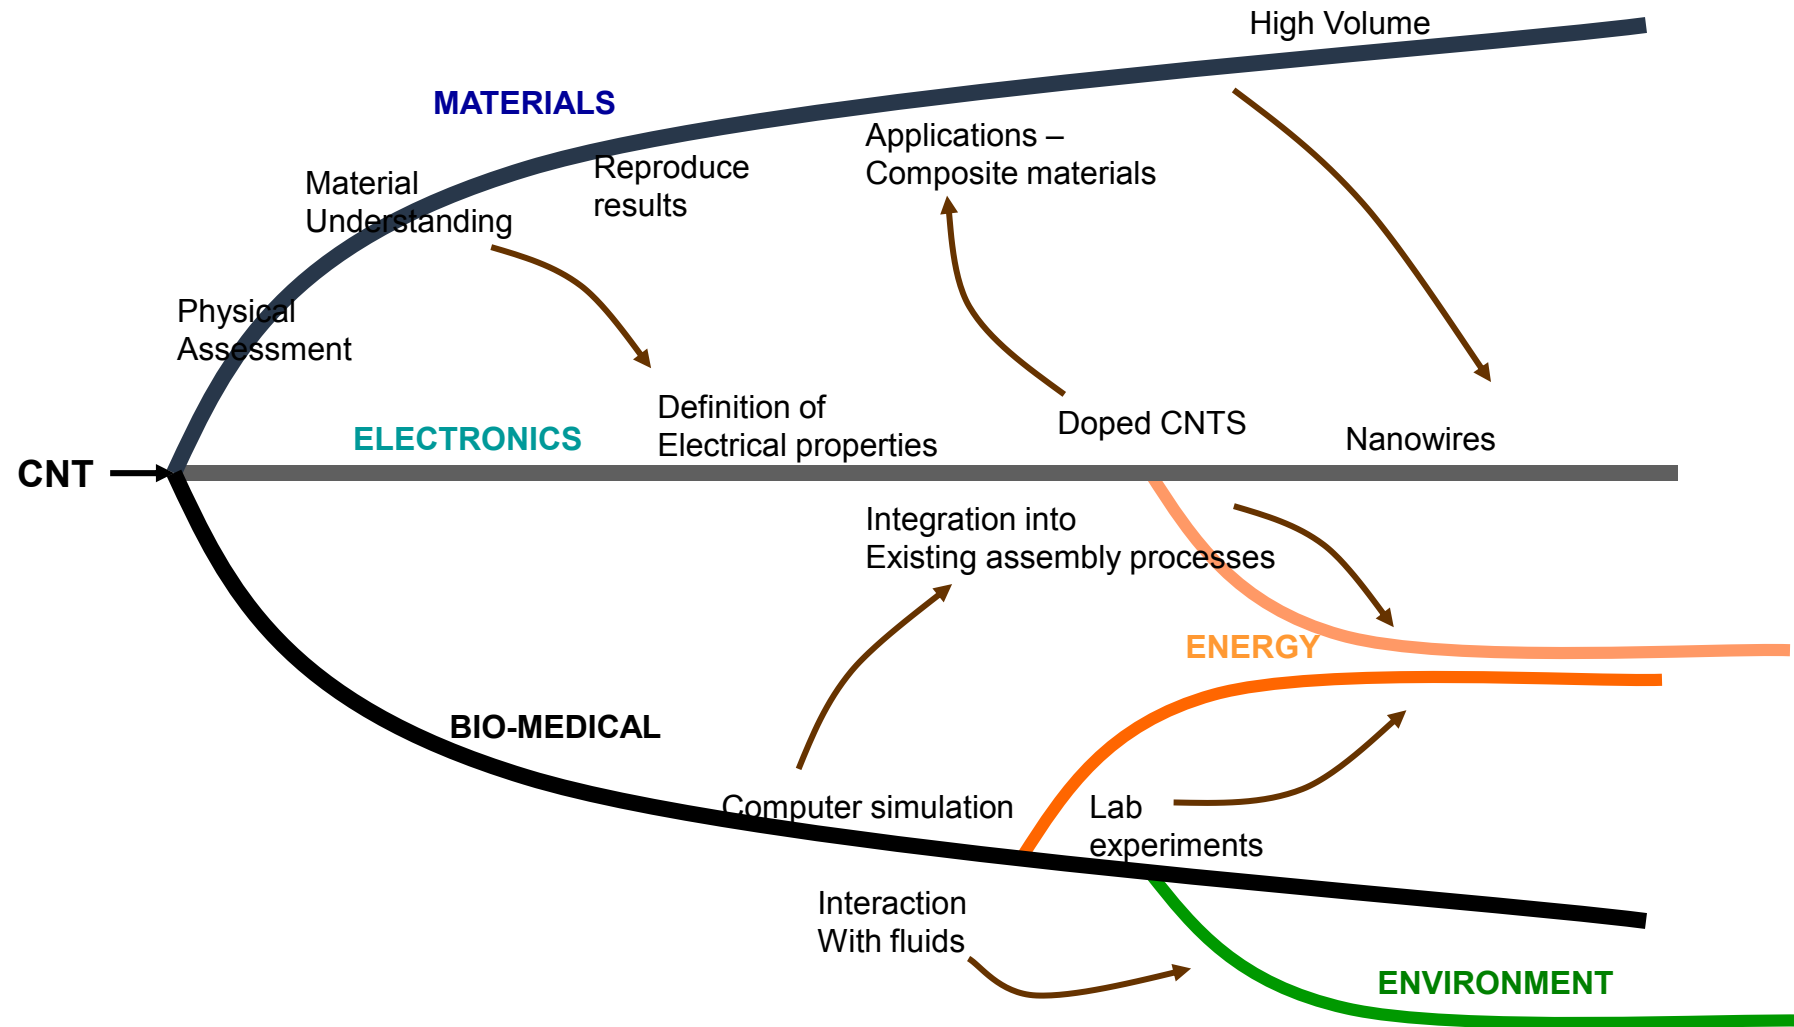 High Volume
MATERIALS
Applications –
Composite materials
Reproduce
results
Material
Understanding
Physical
Assessment
Definition of
Electrical properties
Doped CNTS
Nanowires
ELECTRONICS
CNT
Integration into
Existing assembly processes
ENERGY
BIO-MEDICAL
Computer simulation
Lab
experiments
Interaction
With fluids
ENVIRONMENT